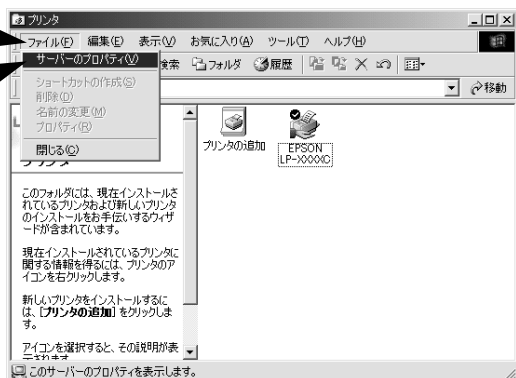 プリンタ
ファイル(F) 編集(E) 表示(V) お気に入り(A) ツール(T) ヘルプ(H)
サーバーのプロパティ(V)
検索 フォルダ 履歴
ショートカットの作成(S)
削除(D)
名前の変更(M)
プロパティ(R)
閉じる(C)
移動
プリンタ
プリンタの追加
EPSON
LP-XXXXC
このフォルダには、現在インストールさ
れているプリンタおよび新しいプリンタ
のインストールをお手伝いするウィザ
ードが含まれています。
現在インストールされているプリンタに
関する情報を得るには、プリンタのア
イコンを右クリックします。
新しいプリンタをインストールするに
は、[プリンタの追加] をクリックしま
す。
アイコンを選択すると、その説明が表
示されます
このサーバーのプロパティを表示します。